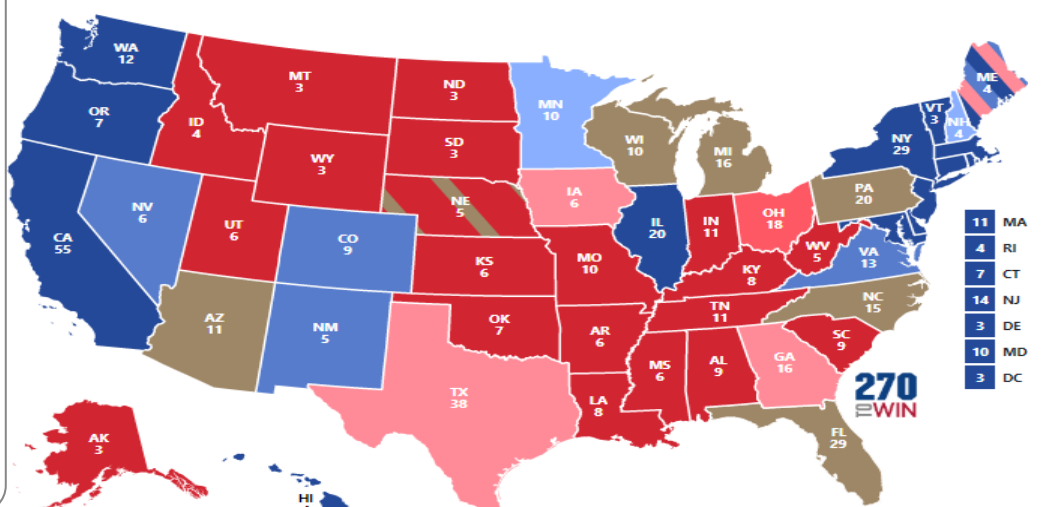 WA
12
OR
7
CA
55
NV
6
ID
4
MT
3
WY
3
UT
6
AZ
11
CO
9
NM
5
ND
3
SD
3
NE
5
KS
6
OK
7
TX
38
MN
10
IA
6
MO
10
AR
6
LA
8
WI
10
IL
20
MI
16
IN
11
OH
18
KY
8
TN
11
MS
6
AL
9
GA
16
FL
29
SC
9
NC
15
VA
13
WV
5
PA
20
NY
29
VT
3
NH
4
ME
4
11 MA
4 RI
7 CT
14 NJ
3 DE
10 MD
3 DC
270
TO WIN
AK
3
HI